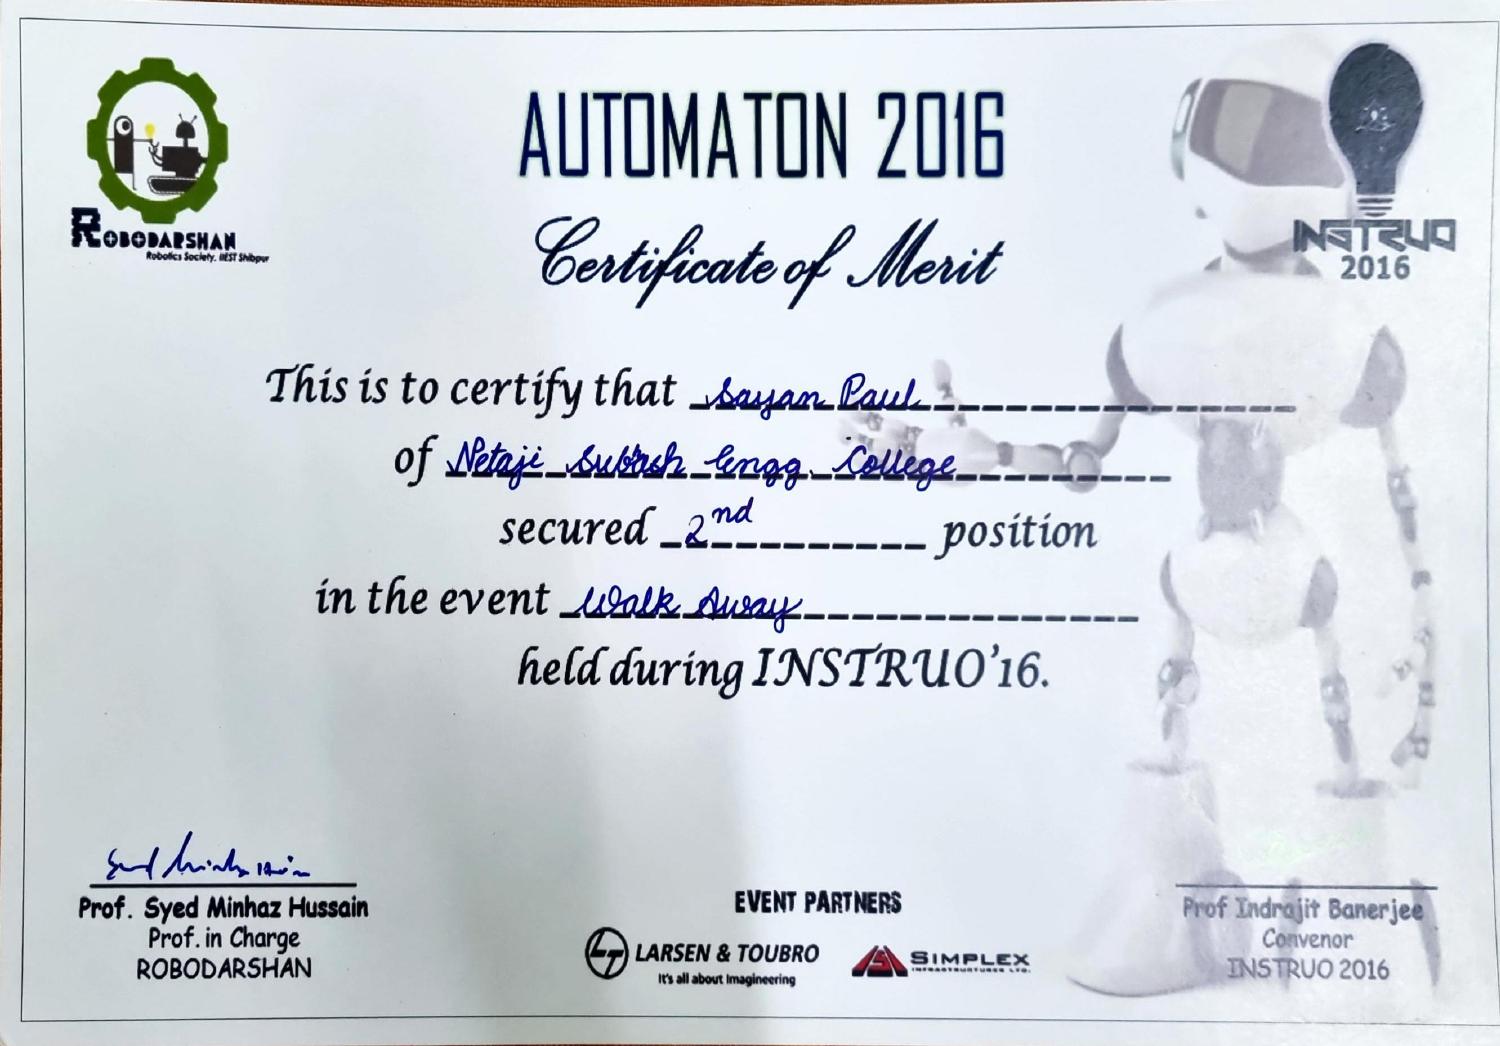 AUTOMATON 2016
Certificate of Merit
ROBODARSHAN
Robotics Society, IIEST Shibpur
INSTRUO
2016
This is to certify that Sayan Paul
of Netaji Subash Engg. College
secured 2nd position
in the event Walk Away
held during INSTRUO'16.
Prof. Syed Minhaz Hussain
Prof. in Charge
ROBODARSHAN
EVENT PARTNERS
LARSEN & TOUBRO
It's all about Imagineering
SIMPLEX
INFRASTRUCTURES LTD.
Prof Indrajit Banerjee
Convenor
INSTRUO 2016